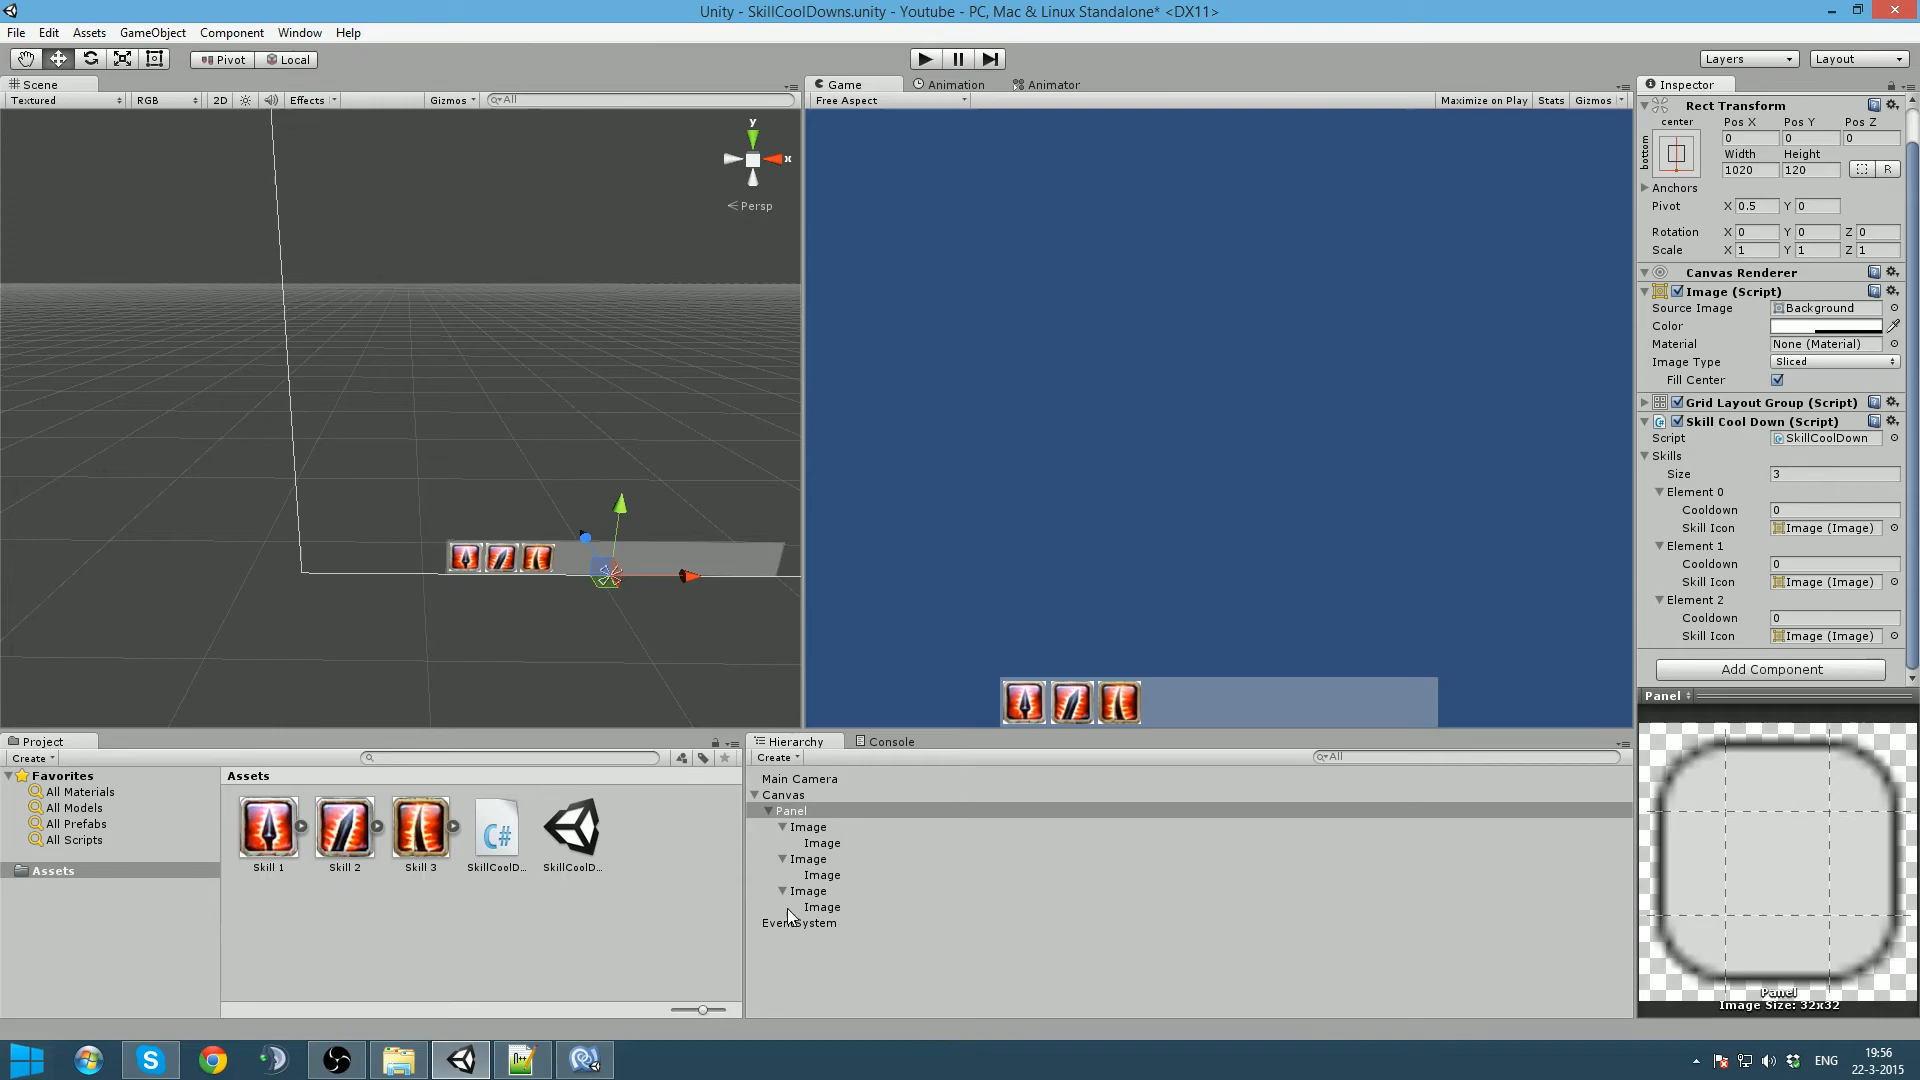 Unity - SkillCoolDowns.unity - Youtube - PC, Mac & Linux Standalone* <DX11>
File Edit Assets GameObject Component Window Help
Pivot Local
Layers Layout
Scene
Textured RGB 2D Effects Gizmos All
y
x
Persp
Game Animation Animator
Free Aspect Maximize on Play Stats Gizmos
Inspector
Rect Transform
center Pos X Pos Y Pos Z
bottom
0 0 0
Width Height
1020 120 R
Anchors
Pivot X 0.5 Y 0
Rotation X 0 Y 0 Z 0
Scale X 1 Y 1 Z 1
Canvas Renderer
Image (Script)
Source Image Background
Color
Material None (Material)
Image Type Sliced
Fill Center
Grid Layout Group (Script)
Skill Cool Down (Script)
Script SkillCoolDown
Skills
Size 3
Element 0
Cooldown 0
Skill Icon Image (Image)
Element 1
Cooldown 0
Skill Icon Image (Image)
Element 2
Cooldown 0
Skill Icon Image (Image)
Add Component
Panel
Panel
Image Size: 32x32
Project
Create
Favorites
All Materials
All Models
All Prefabs
All Scripts
Assets
Assets
Skill 1 Skill 2 Skill 3 SkillCoolD... SkillCoolD...
C#
Hierarchy Console
Create All
Main Camera
Canvas
Panel
Image
Image
Image
Image
Image
Image
EventSystem
ENG
19:56
22-3-2015